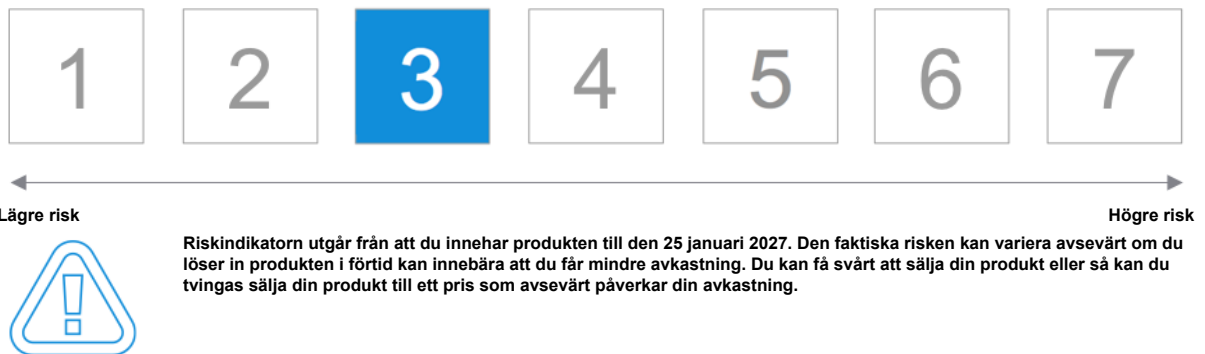 1 2 3 4 5 6 7
Lägre risk Högre risk
Riskindikatorn utgår från att du innehar produkten till den 25 januari 2027. Den faktiska risken kan variera avsevärt om du
löser in produkten i förtid kan innebära att du får mindre avkastning. Du kan få svårt att sälja din produkt eller så kan du
tvingas sälja din produkt till ett pris som avsevärt påverkar din avkastning.